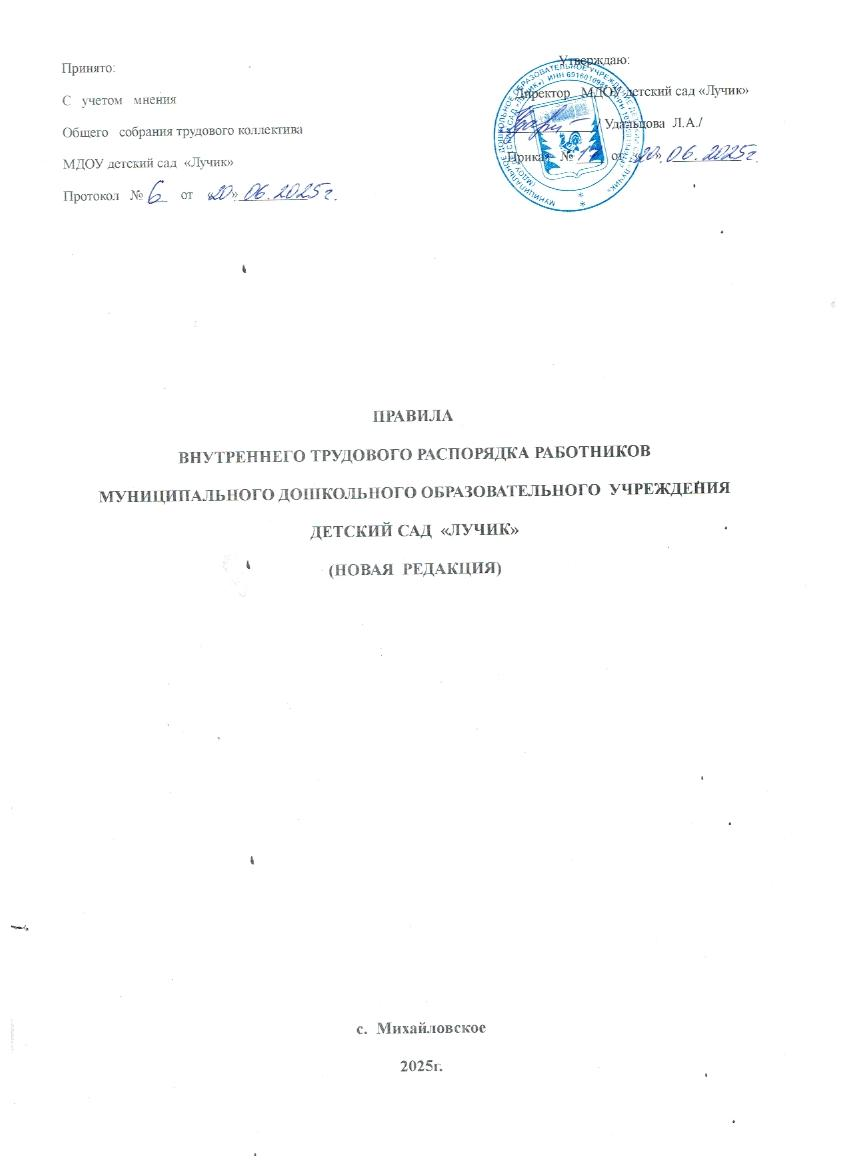 Принято:
С учетом мнения
Общего собрания трудового коллектива
МДОУ детский сад «Лучик»
Протокол № 6 от «20» 06.2025г.
Утверждаю:
Директор МДОУ детский сад «Лучик»
/Удальцова Л.А./
Приказ № от «20» 06.2025г.
ПРАВИЛА
ВНУТРЕННЕГО ТРУДОВОГО РАСПОРЯДКА РАБОТНИКОВ
МУНИЦИПАЛЬНОГО ДОШКОЛЬНОГО ОБРАЗОВАТЕЛЬНОГО УЧРЕЖДЕНИЯ
ДЕТСКИЙ САД «ЛУЧИК»
(НОВАЯ РЕДАКЦИЯ)
с. Михайловское
2025г.